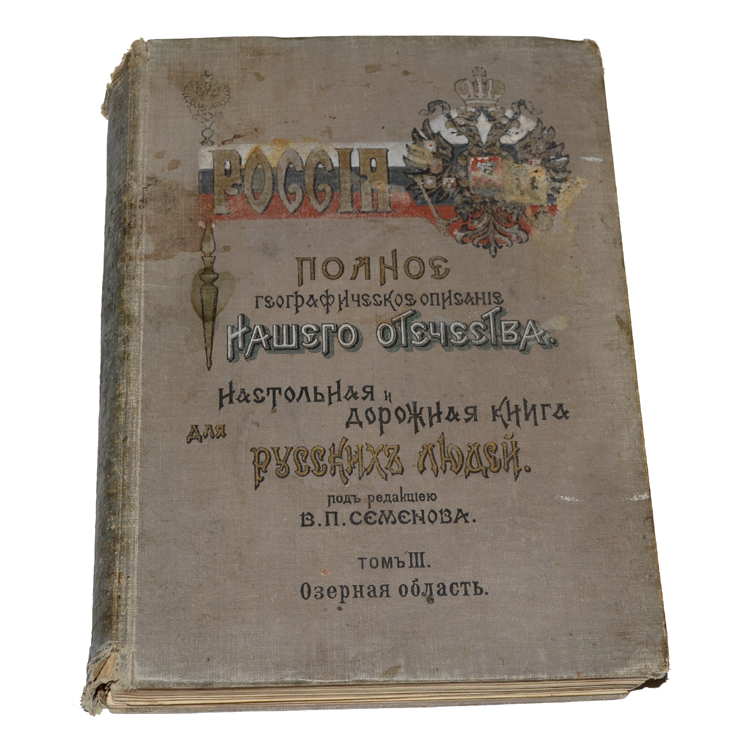 РОССІЯ
ПОЛНОЕ
ГЕОГРАФИЧЕСКОЕ ОПИСАНІЕ
НАШЕГО ОТЕЧЕСТВА.
НАСТОЛЬНАЯ И
ДОРОЖНАЯ КНИГА
ДЛЯ
РУССКИХЪ ЛЮДЕЙ.
подъ редакціею
В.П. СЕМЕНОВА.
ТОМЪ III.
Озерная область.